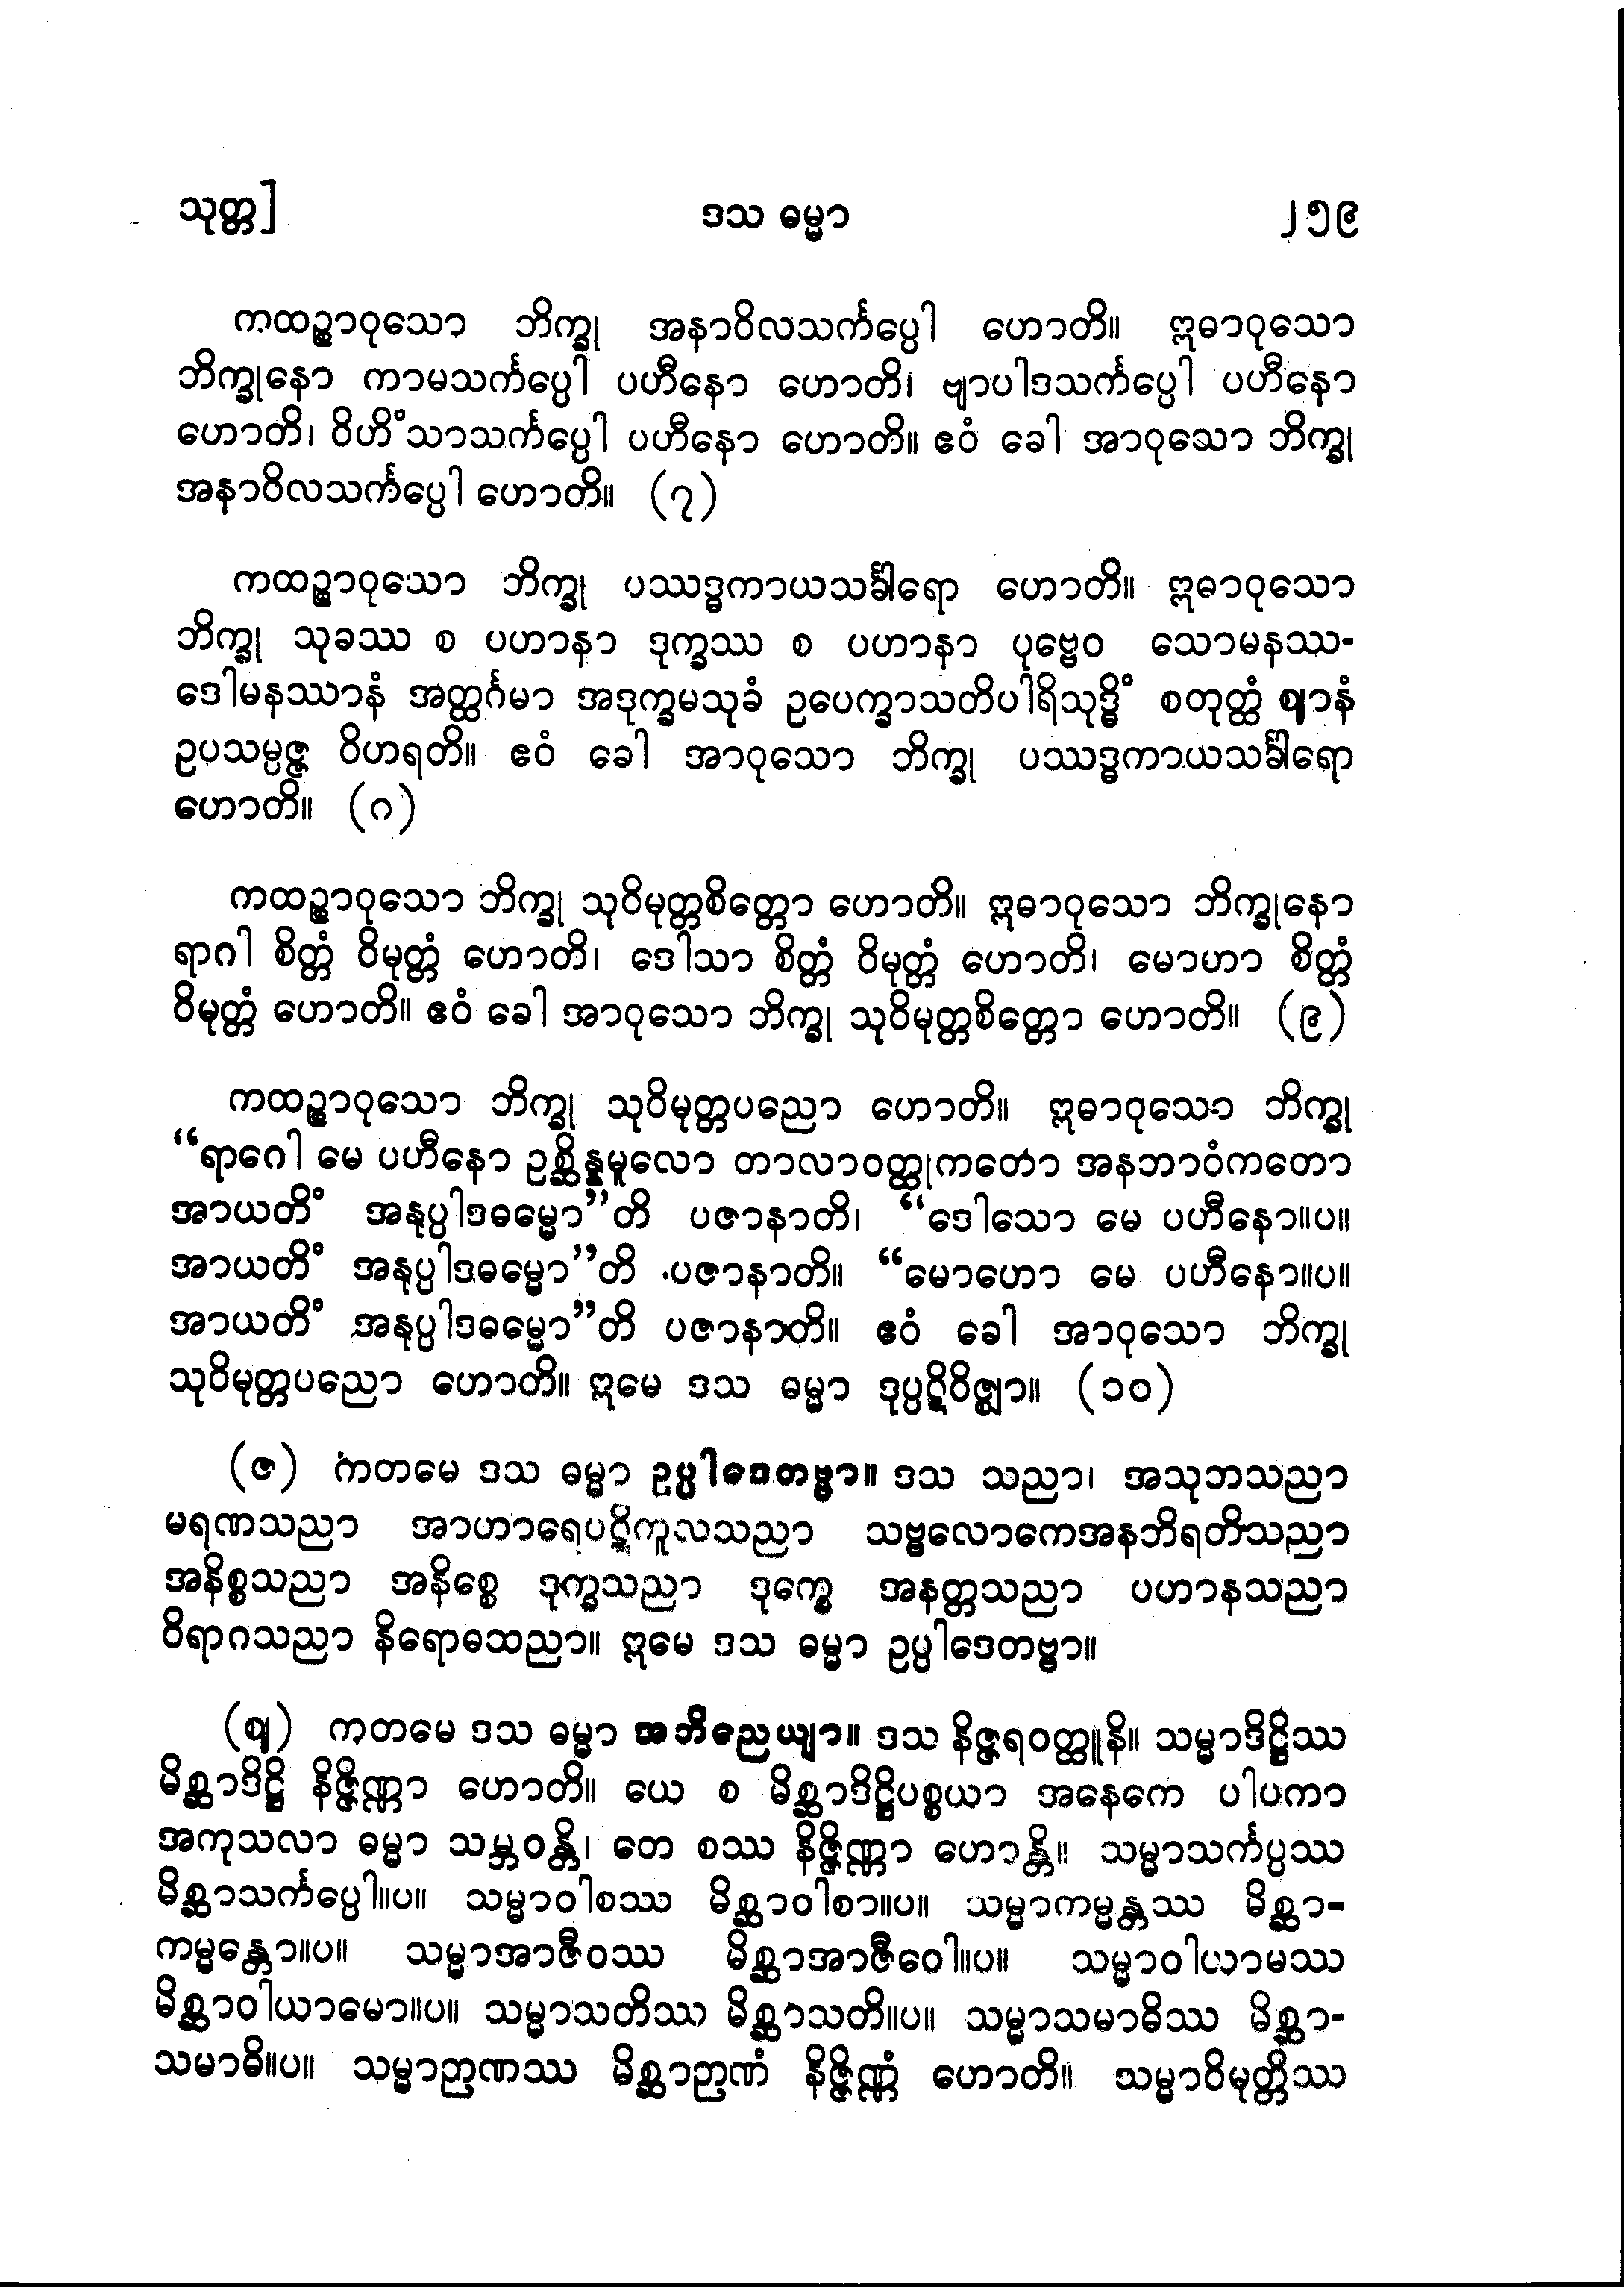 သုတ္တ]
ဒသ ဓမ္မာ
၂၅၉
ကထဉ္စာဝုသော ဘိက္ခု အနာဝိလသင်္ကပ္ပေါ ဟောတိ။ ဣဓာဝုသော
ဘိက္ခုနော ကာမသင်္ကပ္ပေါ ပဟီနော ဟောတိ၊ ဗျာပါဒသင်္ကပ္ပေါ ပဟီနော
ဟောတိ၊ ဝိဟိံသာသင်္ကပ္ပေါ ပဟီနော ဟောတိ။ ဧဝံ ခေါ အာဝုသော ဘိက္ခု
အနာဝိလသင်္ကပ္ပေါ ဟောတိ။ (၇)
ကထဉ္စာဝုသော ဘိက္ခု ပဿဒ္ဓကာယသင်္ခါရော ဟောတိ။ ဣဓာဝုသော
ဘိက္ခု သုခဿ စ ပဟာနာ ဒုက္ခဿ စ ပဟာနာ ပုဗ္ဗေဝ သောမနဿ-
ဒေါမနဿာနံ အတ္ထင်္ဂမာ အဒုက္ခမသုခံ ဥပေက္ခာသတိပါရိသုဒ္ဓိံ စတုတ္ထံ ဈာနံ
ဥပသမ္ပဇ္ဇ ဝိဟရတိ။ ဧဝံ ခေါ အာဝုသော ဘိက္ခု ပဿဒ္ဓကာယသင်္ခါရော
ဟောတိ။ (၈)
ကထဉ္စာဝုသော ဘိက္ခု သုဝိမုတ္တစိတ္တော ဟောတိ။ ဣဓာဝုသော ဘိက္ခုနော
ရာဂါ စိတ္တံ ဝိမုတ္တံ ဟောတိ၊ ဒေါသာ စိတ္တံ ဝိမုတ္တံ ဟောတိ၊ မောဟာ စိတ္တံ
ဝိမုတ္တံ ဟောတိ။ ဧဝံ ခေါ အာဝုသော ဘိက္ခု သုဝိမုတ္တစိတ္တော ဟောတိ။ (၉)
ကထဉ္စာဝုသော ဘိက္ခု သုဝိမုတ္တပညော ဟောတိ။ ဣဓာဝုသော ဘိက္ခု
“ရာဂေါ မေ ပဟီနော ဥစ္ဆိန္နမူလော တာလာဝတ္ထုကတော အနဘာဝံကတော
အာယတိံ အနုပ္ပါဒဓမ္မော”တိ ပဇာနာတိ၊ “ဒေါသော မေ ပဟီနော။ပ။
အာယတိံ အနုပ္ပါဒဓမ္မော”တိ ပဇာနာတိ။ “မောဟော မေ ပဟီနော။ပ။
အာယတိံ အနုပ္ပါဒဓမ္မော”တိ ပဇာနာတိ။ ဧဝံ ခေါ အာဝုသော ဘိက္ခု
သုဝိမုတ္တပညော ဟောတိ။ ဣမေ ဒသ ဓမ္မာ ဒုပ္ပဋိဝိဇ္ဈာ။ (၁၀)
(ဇ) ကတမေ ဒသ ဓမ္မာ ဥပ္ပါဒေတဗ္ဗာ။ ဒသ သညာ၊ အသုဘသညာ
မရဏသညာ အာဟာရေပဋိကူလသညာ သဗ္ဗလောကေအနဘိရတိသညာ
အနိစ္စသညာ အနိစ္စေ ဒုက္ခသညာ ဒုက္ခေ အနတ္တသညာ ပဟာနသညာ
ဝိရာဂသညာ နိရောဓသညာ။ ဣမေ ဒသ ဓမ္မာ ဥပ္ပါဒေတဗ္ဗာ။
(ဈ) ကတမေ ဒသ ဓမ္မာ အဘိညေယျာ။ ဒသ နိဇ္ဇရဝတ္ထူနိ။ သမ္မာဒိဋ္ဌိဿ
မိစ္ဆာဒိဋ္ဌိ နိဇ္ဇိဏ္ဏာ ဟောတိ။ ယေ စ မိစ္ဆာဒိဋ္ဌိပစ္စယာ အနေကေ ပါပကာ
အကုသလာ ဓမ္မာ သမ္ဘဝန္တိ၊ တေ စဿ နိဇ္ဇိဏ္ဏာ ဟောန္တိ။ သမ္မာသင်္ကပ္ပဿ
မိစ္ဆာသင်္ကပ္ပေါ။ပ။ သမ္မာဝါစဿ မိစ္ဆာဝါစာ။ပ။ သမ္မာကမ္မန္တဿ မိစ္ဆာ-
ကမ္မန္တော။ပ။ သမ္မာအာဇီဝဿ မိစ္ဆာအာဇီဝေါ။ပ။ သမ္မာဝါယာမဿ
မိစ္ဆာဝါယာမော။ပ။ သမ္မာသတိဿ မိစ္ဆာသတိ။ပ။ သမ္မာသမာဓိဿ မိစ္ဆာ-
သမာဓိ။ပ။ သမ္မာဉာဏဿ မိစ္ဆာဉာဏံ နိဇ္ဇိဏ္ဏံ ဟောတိ။ သမ္မာဝိမုတ္တိဿ